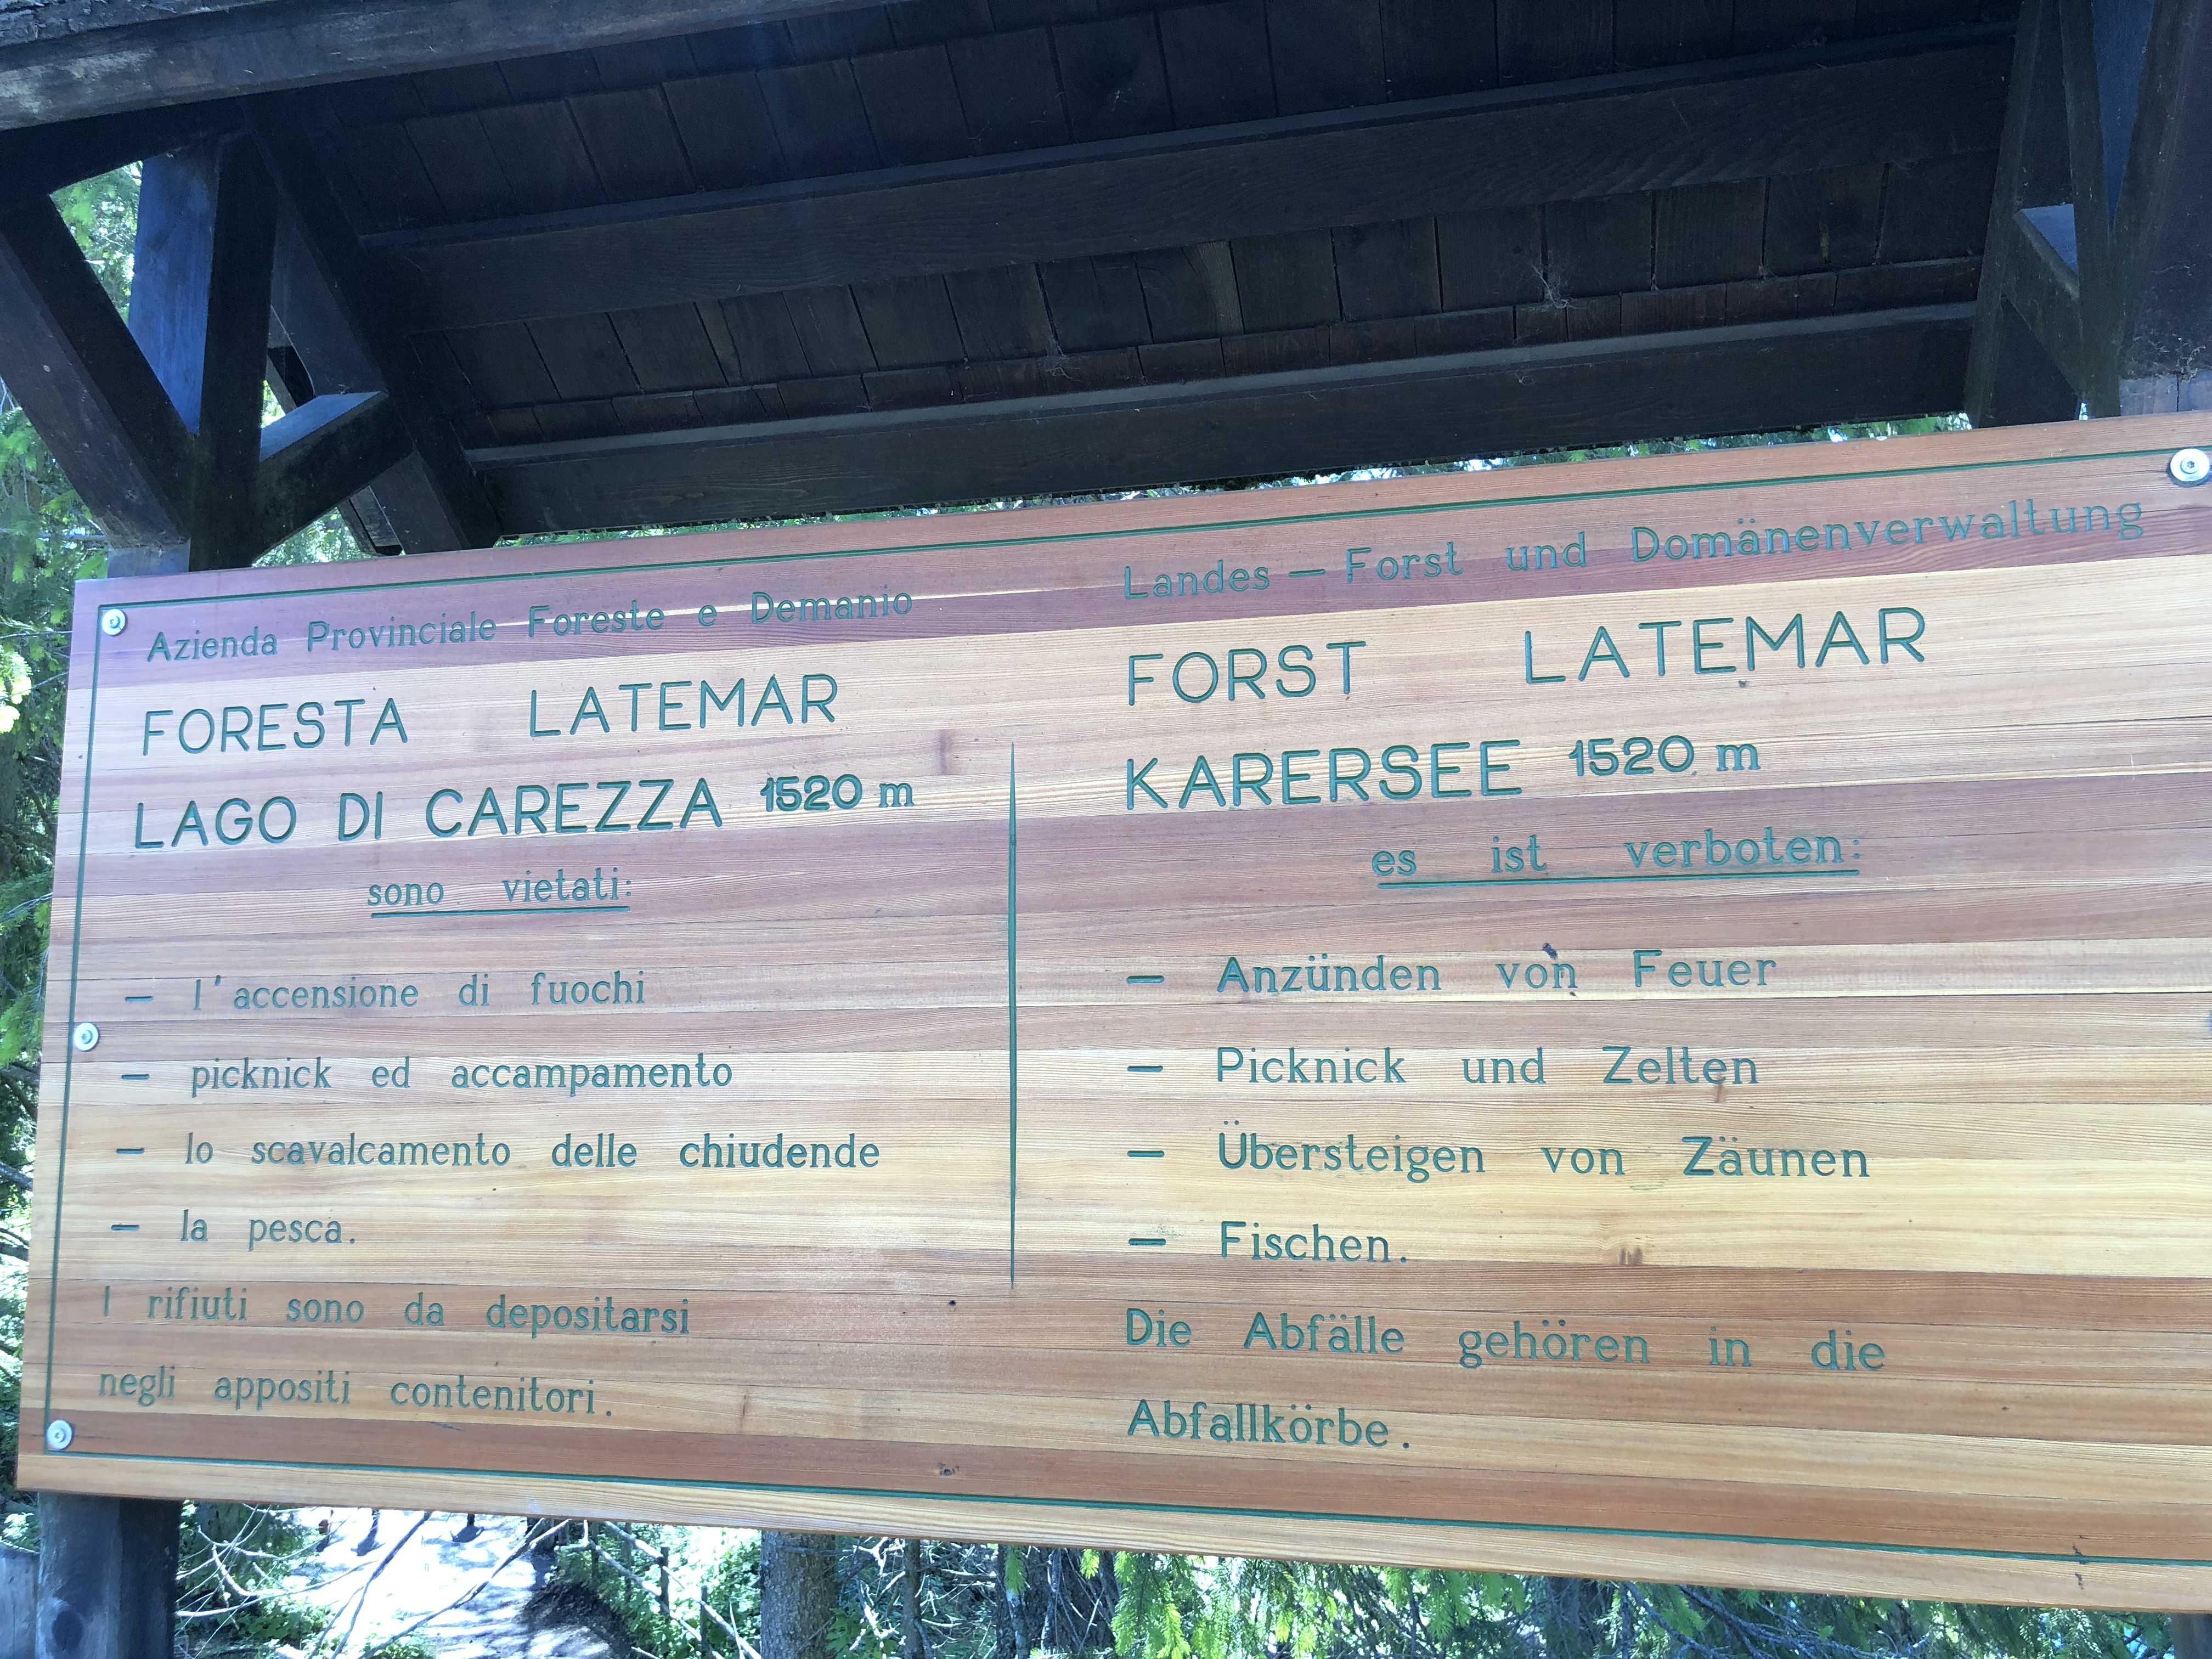 Azienda Provinciale Foreste e Demanio
FORESTA LATEMAR
LAGO DI CAREZZA 1520 m
sono vietati:
– l'accensione di fuochi
– picknick ed accampamento
– lo scavalcamento delle chiudende
– la pesca.
I rifiuti sono da depositarsi
negli appositi contenitori.
Landes – Forst und Domänenverwaltung
FORST LATEMAR
KARERSEE 1520 m
es ist verboten:
– Anzünden von Feuer
– Picknick und Zelten
– Übersteigen von Zäunen
– Fischen.
Die Abfälle gehören in die
Abfallkörbe.